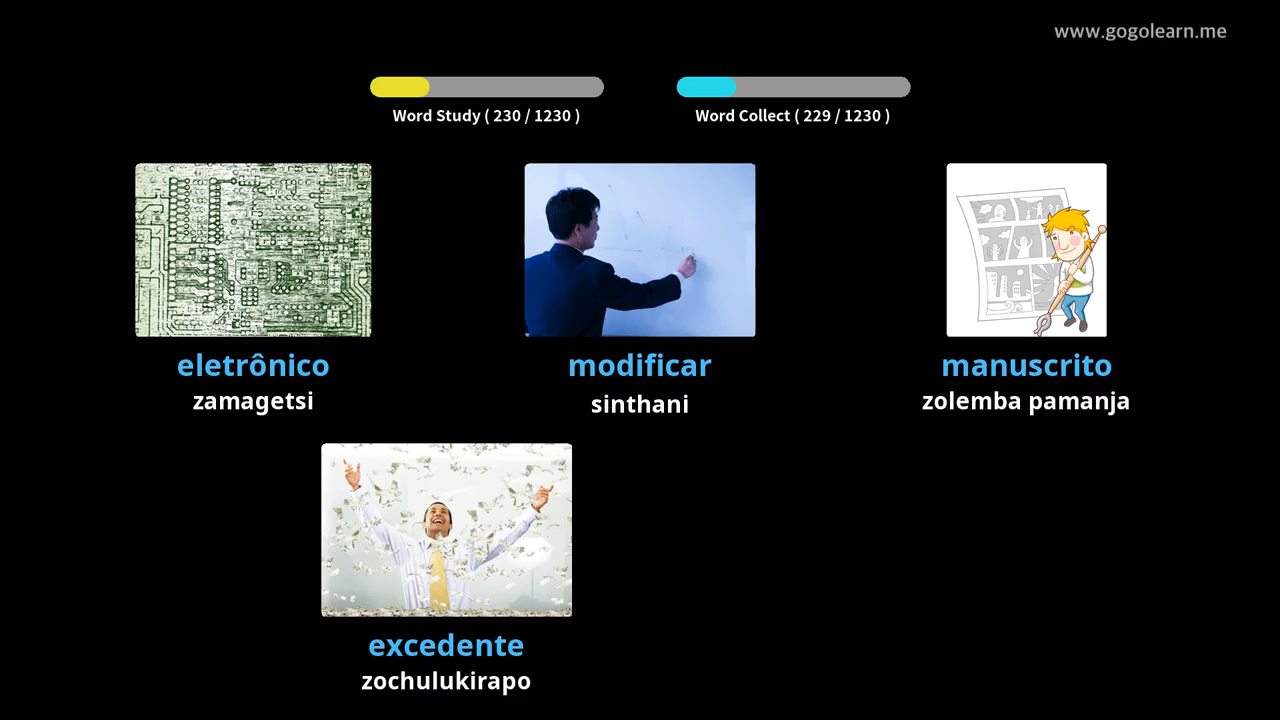 www.gogolearn.me
Word Study ( 230 / 1230 )
Word Collect ( 229 / 1230 )
eletrônico
zamagetsi
modificar
sinthani
manuscrito
zolemba pamanja
excedente
zochulukirapo